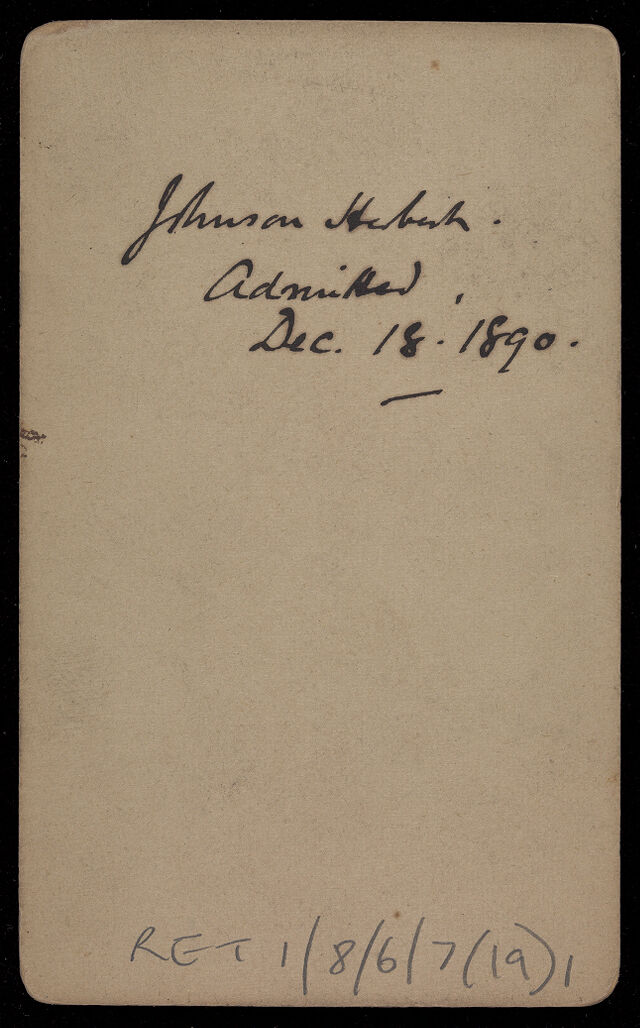 Johnson Herbert.
Admitted,
Dec. 18. 1890.
RET 1/8/6/7(19)1